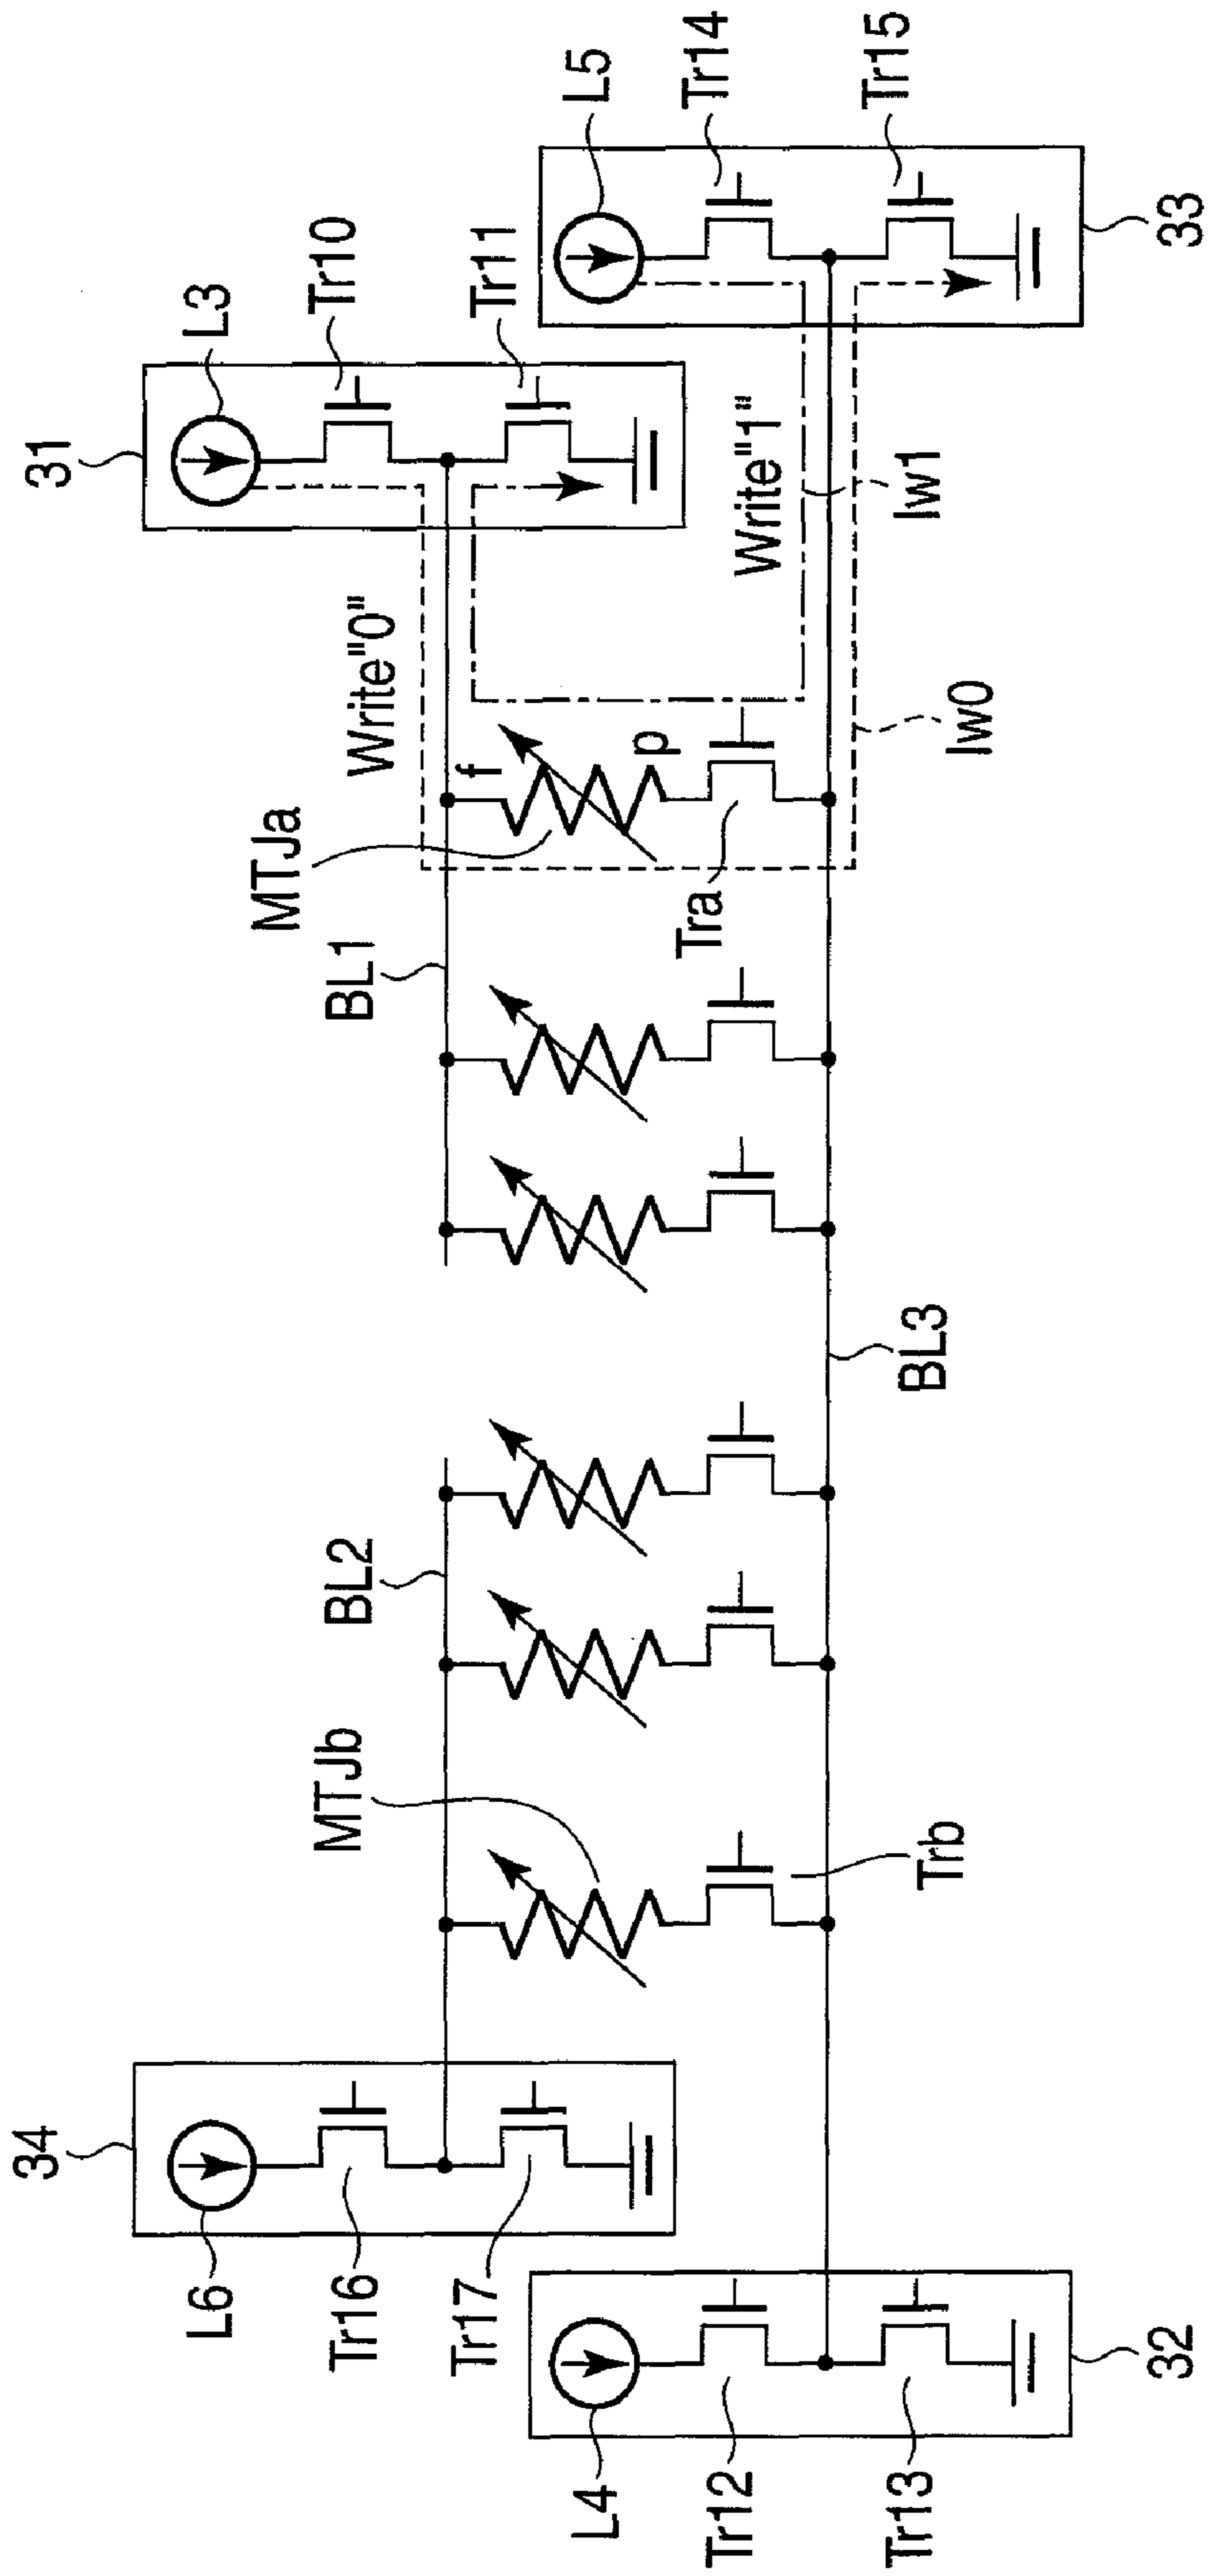 34
L6
Tr16
Tr17
L4
Tr12
Tr13
32
MTJb
BL2
Trb
BL3
BL1
MTJa
f
p
Tra
Write"0"
Iw0
Write"1"
Iw1
31
L3
Tr10
Tr11
L5
Tr14
Tr15
33